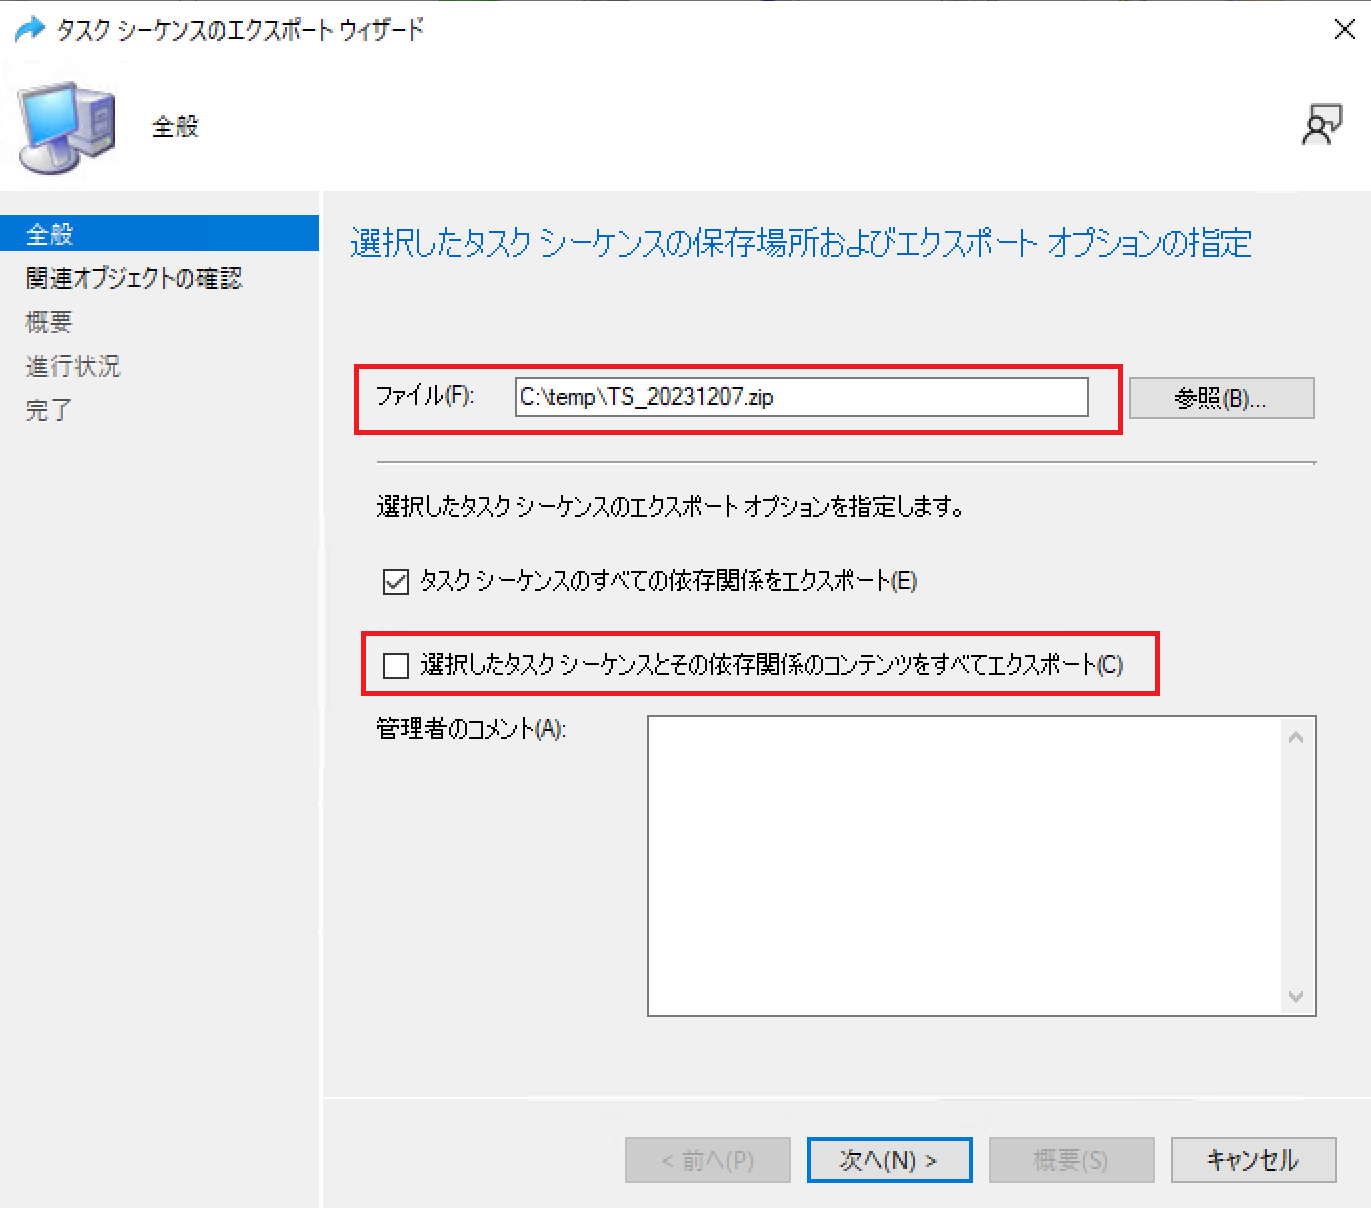 タスク シーケンスのエクスポート ウィザード
全般
全般
関連オブジェクトの確認
概要
進行状況
完了
選択したタスク シーケンスの保存場所およびエクスポート オプションの指定
ファイル(F):
C:\temp\TS_20231207.zip
参照(B)...
選択したタスク シーケンスのエクスポート オプションを指定します。
タスク シーケンスのすべての依存関係をエクスポート(E)
選択したタスク シーケンスとその依存関係のコンテンツをすべてエクスポート(C)
管理者のコメント(A):
< 前へ(P)
次へ(N) >
概要(S)
キャンセル